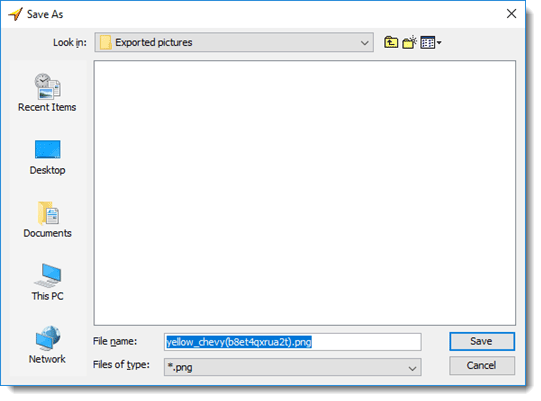 Save As
Look in: Exported pictures
Recent Items
Desktop
Documents
This PC
Network
File name: yellow_chevy(b8et4qxrua2t).png Save
Files of type: *.png Cancel